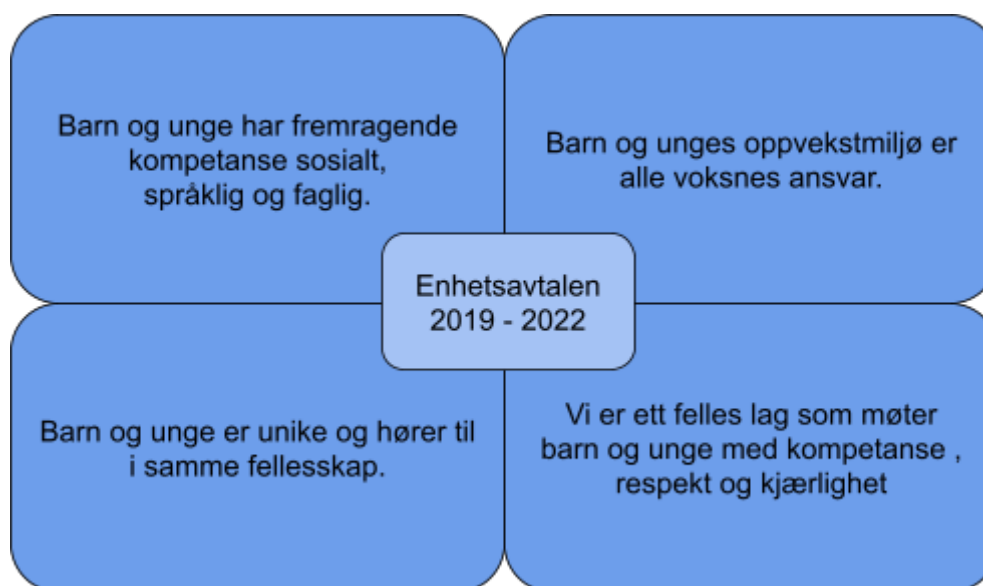 Barn og unge har fremragende
kompetanse sosialt,
språklig og faglig.
Barn og unges oppvekstmiljø er
alle voksnes ansvar.
Enhetsavtalen
2019 - 2022
Barn og unge er unike og hører til
i samme fellesskap.
Vi er ett felles lag som møter
barn og unge med kompetanse ,
respekt og kjærlighet